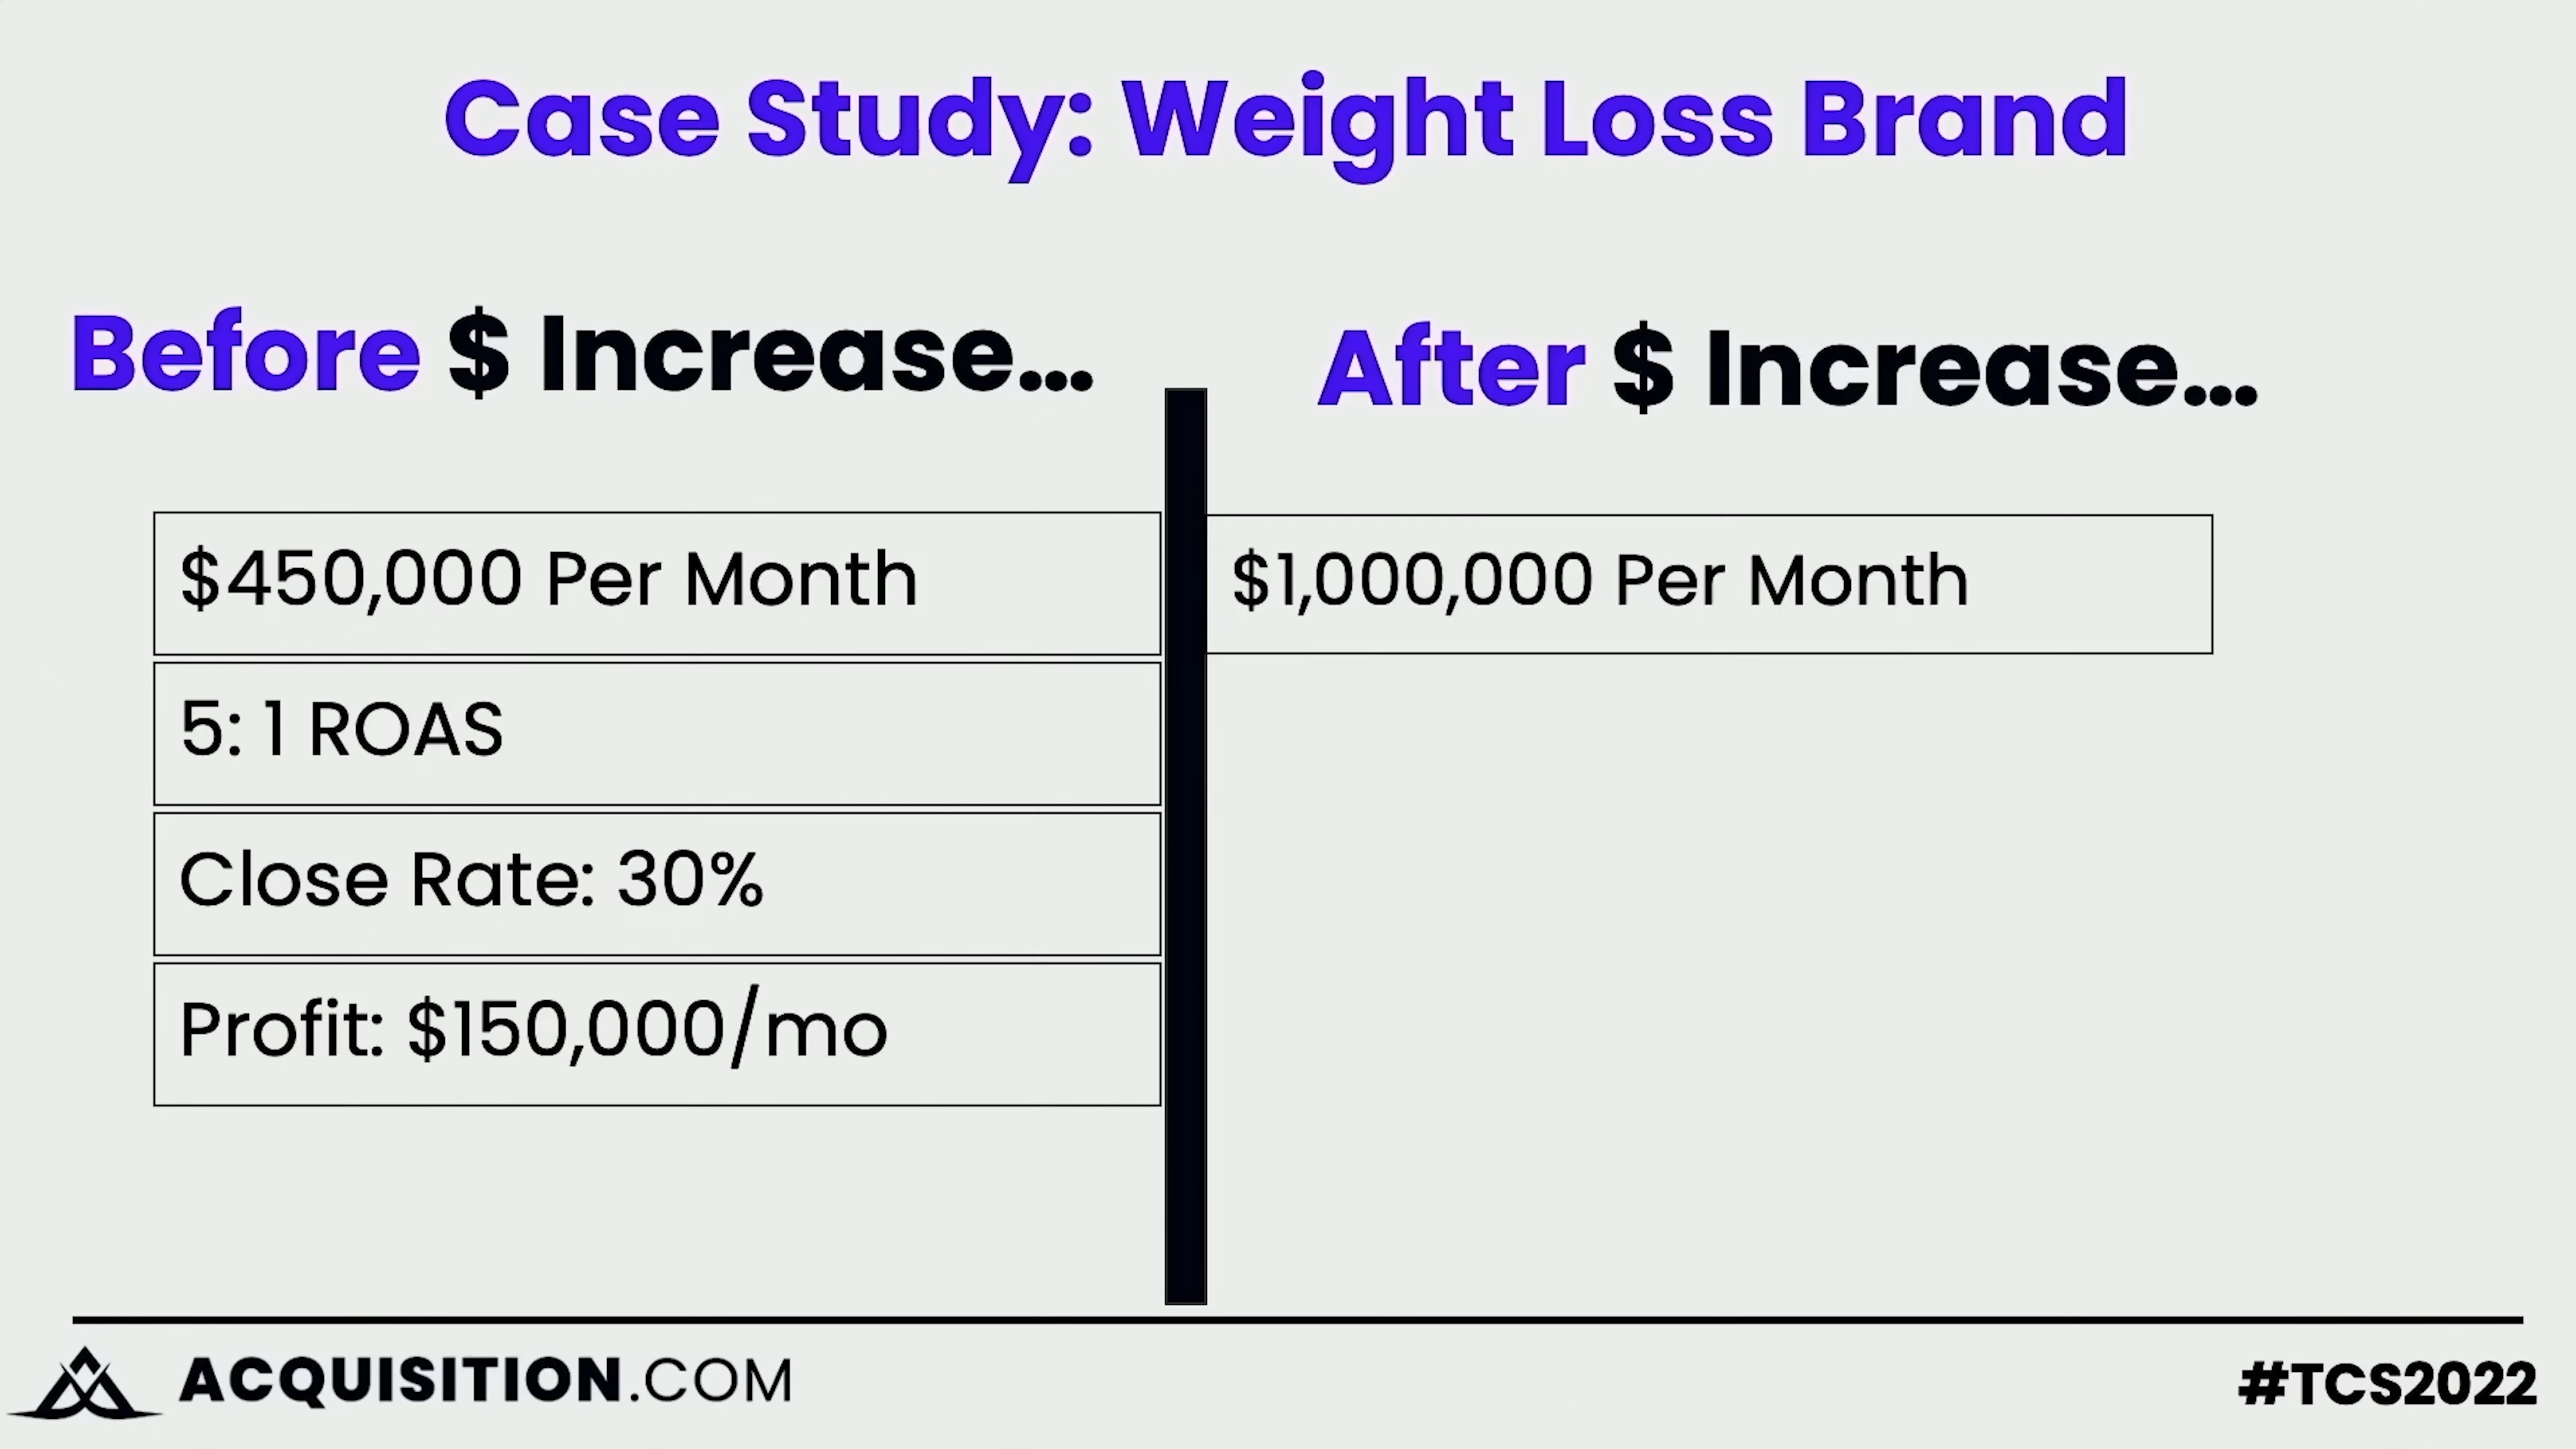 Case Study: Weight Loss Brand
Before $ Increase...
$450,000 Per Month
5: 1 ROAS
Close Rate: 30%
Profit: $150,000/mo
After $ Increase...
$1,000,000 Per Month
ACQUISITION.COM
#TCS2022